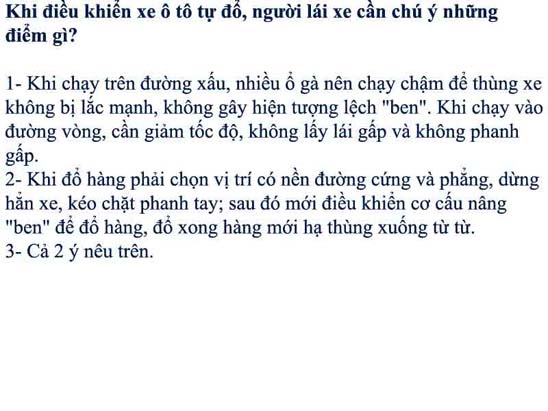 Khi điều khiển xe ô tô tự đổ, người lái xe cần chú ý những
điểm gì?
1- Khi chạy trên đường xấu, nhiều ổ gà nên chạy chậm để thùng xe
không bị lắc mạnh, không gây hiện tượng lệch "ben". Khi chạy vào
đường vòng, cần giảm tốc độ, không lấy lái gấp và không phanh
gấp.
2- Khi đổ hàng phải chọn vị trí có nền đường cứng và phẳng, dừng
hẳn xe, kéo chặt phanh tay; sau đó mới điều khiển cơ cấu nâng
"ben" để đổ hàng, đổ xong hàng mới hạ thùng xuống từ từ.
3- Cả 2 ý nêu trên.